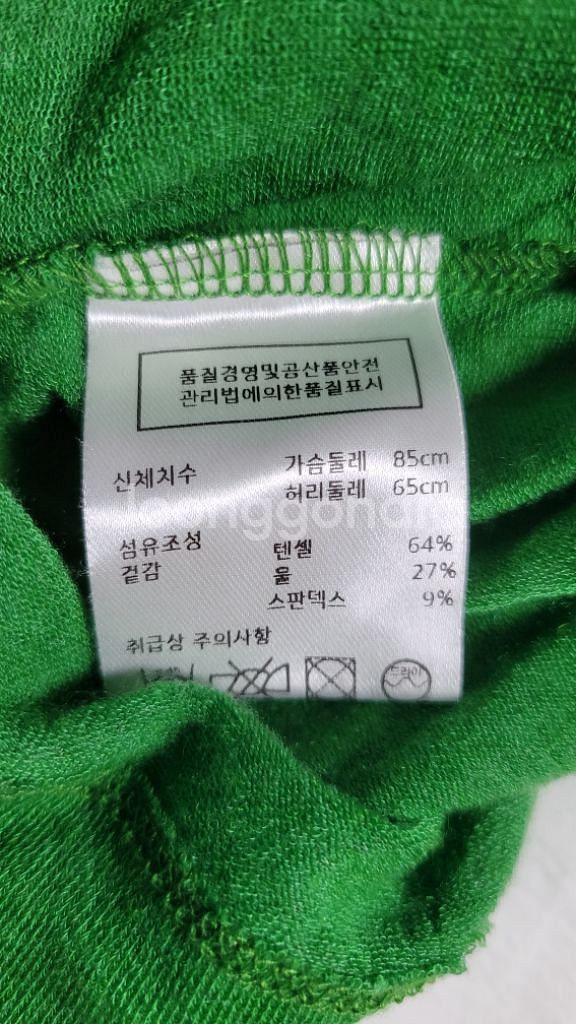 품질경영및공산품안전
관리법에의한품질표시
신체치수 가슴둘레 85cm
허리둘레 65cm
섬유조성 텐셀 64%
겉감 울 27%
스판덱스 9%
취급상 주의사항
드라이